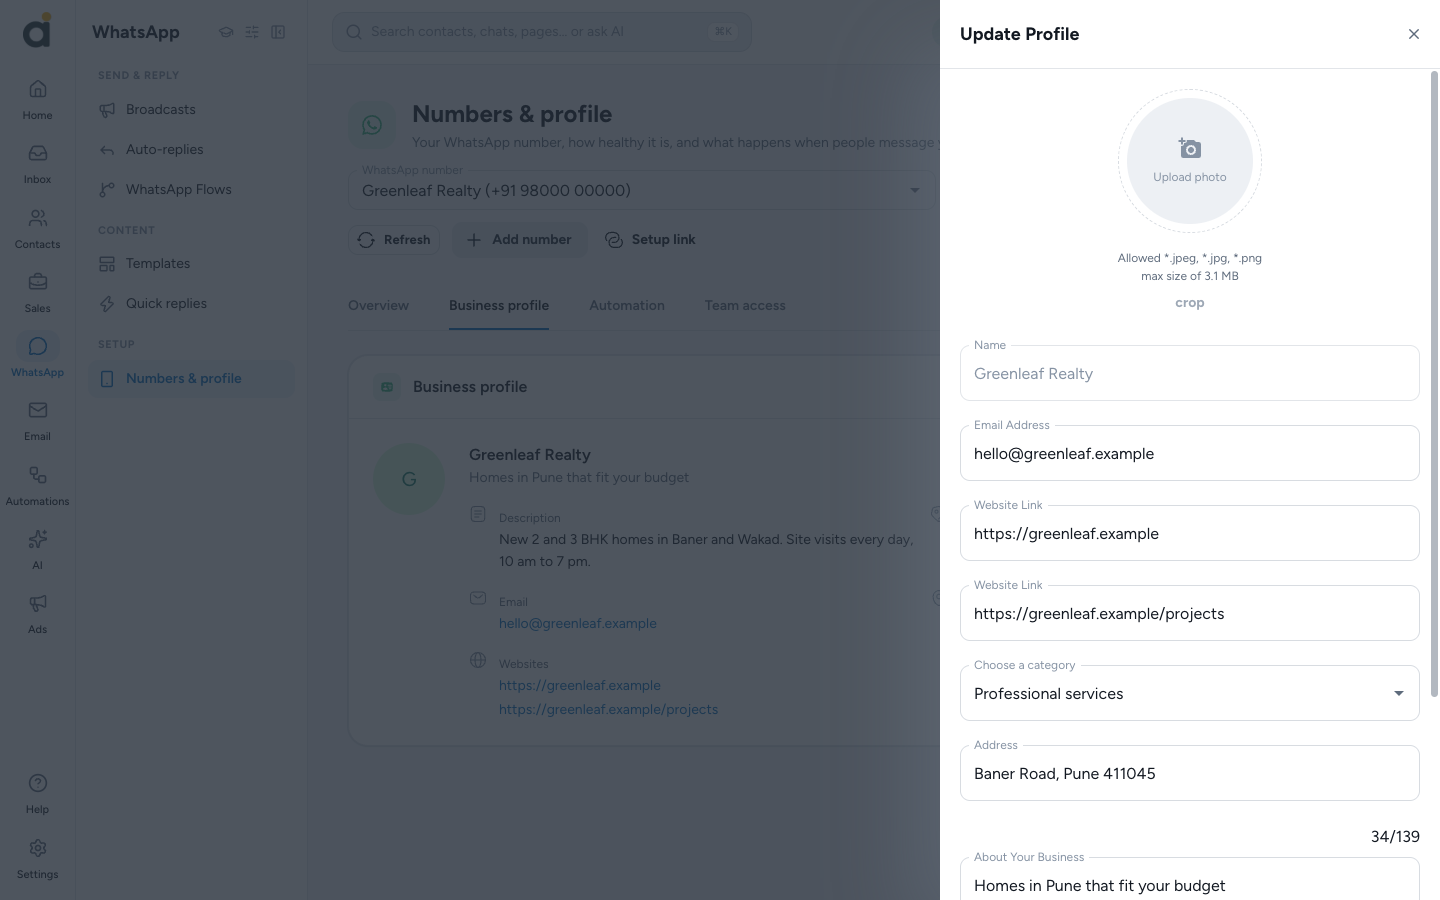 WhatsApp
Search contacts, chats, pages... or ask AI
⌘K
Home
Inbox
Contacts
Sales
WhatsApp
Email
Automations
AI
Ads
Help
Settings
SEND & REPLY
Broadcasts
Auto-replies
WhatsApp Flows
CONTENT
Templates
Quick replies
SETUP
Numbers & profile
Numbers & profile
Your WhatsApp number, how healthy it is, and what happens when people message
WhatsApp number
Greenleaf Realty (+91 98000 00000)
Refresh
Add number
Setup link
Overview
Business profile
Automation
Team access
Business profile
G
Greenleaf Realty
Homes in Pune that fit your budget
Description
New 2 and 3 BHK homes in Baner and Wakad. Site visits every day,
10 am to 7 pm.
Email
hello@greenleaf.example
Websites
https://greenleaf.example
https://greenleaf.example/projects
Update Profile
Upload photo
Allowed *.jpeg, *.jpg, *.png
max size of 3.1 MB
crop
Name
Greenleaf Realty
Email Address
hello@greenleaf.example
Website Link
https://greenleaf.example
Website Link
https://greenleaf.example/projects
Choose a category
Professional services
Address
Baner Road, Pune 411045
34/139
About Your Business
Homes in Pune that fit your budget